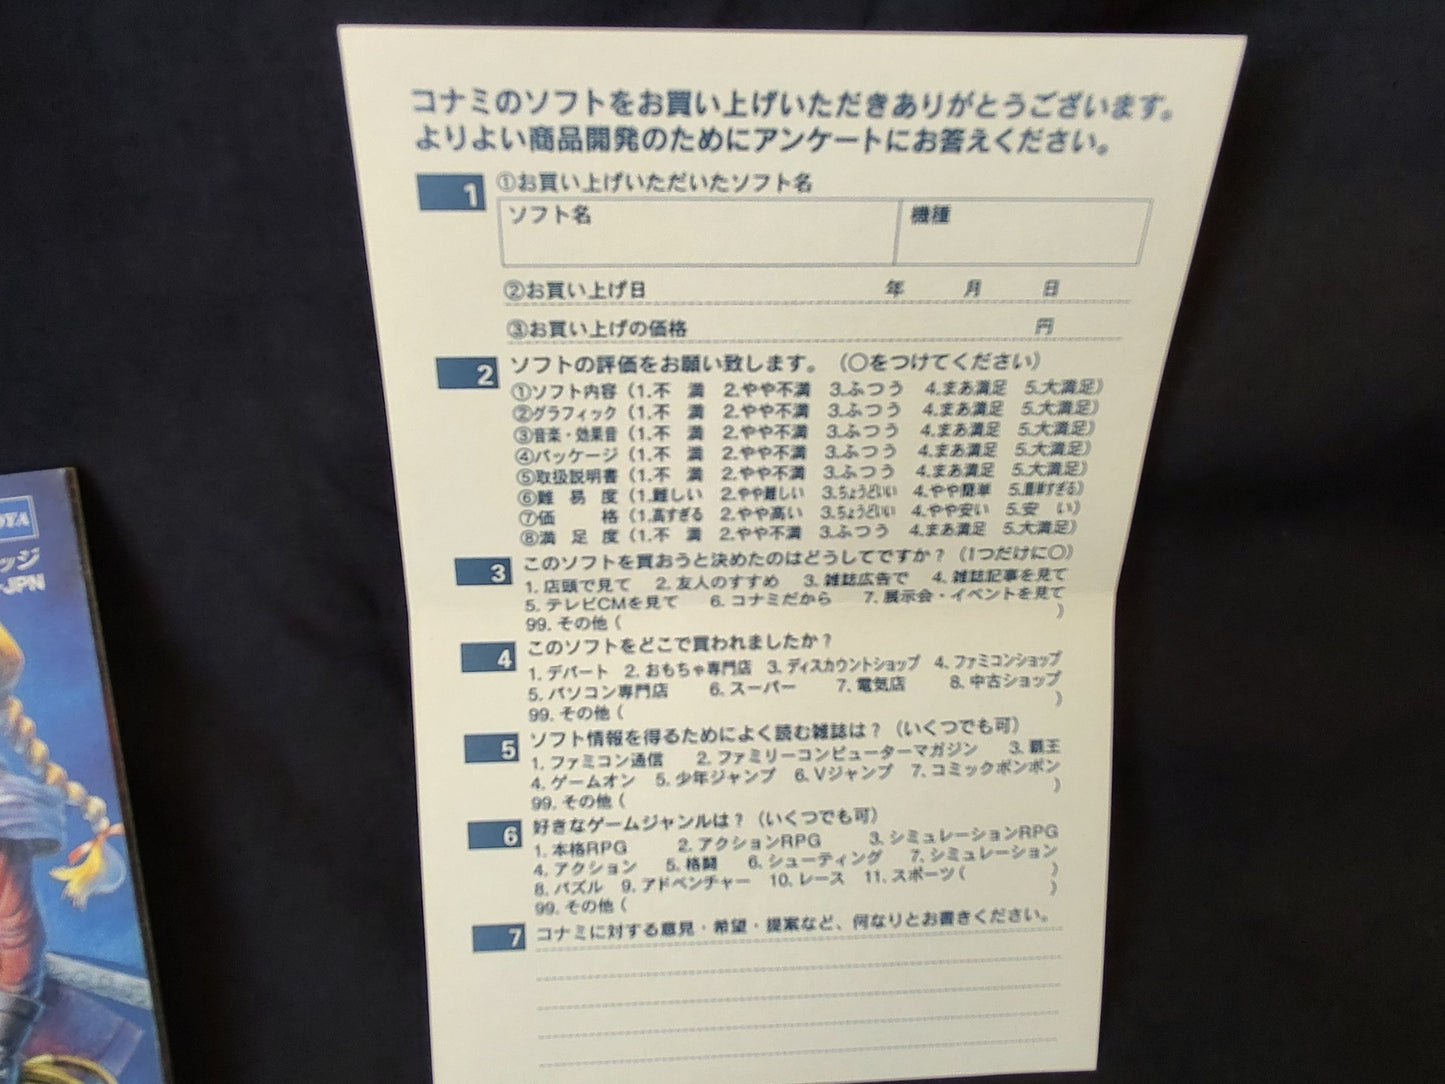 コナミのソフトをお買い上げいただきありがとうございます。
よりよい商品開発のためにアンケートにお答えください。
1 ①お買い上げいただいたソフト名
ソフト名 機種
②お買い上げ日 年 月 日
③お買い上げの価格 円
2 ソフトの評価をお願い致します。（○をつけてください）
①ソフト内容（1.不 満 2.やや不満 3.ふつう 4.まあ満足 5.大満足）
②グラフィック（1.不 満 2.やや不満 3.ふつう 4.まあ満足 5.大満足）
③音楽・効果音（1.不 満 2.やや不満 3.ふつう 4.まあ満足 5.大満足）
④パッケージ（1.不 満 2.やや不満 3.ふつう 4.まあ満足 5.大満足）
⑤取扱説明書（1.不 満 2.やや不満 3.ふつう 4.まあ満足 5.大満足）
⑥難 易 度（1.難しい 2.やや難しい 3.ちょうどいい 4.やや簡単 5.簡単すぎる）
⑦価 格（1.高すぎる 2.やや高い 3.ちょうどいい 4.やや安い 5.安 い）
⑧満 足 度（1.不 満 2.やや不満 3.ふつう 4.まあ満足 5.大満足）
3 このソフトを買おうと決めたのはどうしてですか？（1つだけに○）
1. 店頭で見て 2. 友人のすすめ 3. 雑誌広告で 4. 雑誌記事を見て
5. テレビCMを見て 6. コナミだから 7. 展示会・イベントを見て
99. その他（ ）
4 このソフトをどこで買われましたか？
1. デパート 2. おもちゃ専門店 3. ディスカウントショップ 4. ファミコンショップ
5. パソコン専門店 6. スーパー 7. 電気店 8. 中古ショップ
99. その他（ ）
5 ソフト情報を得るためによく読む雑誌は？（いくつでも可）
1. ファミコン通信 2. ファミリーコンピューターマガジン 3. 覇王
4. ゲームオン 5. 少年ジャンプ 6. Vジャンプ 7. コミックボンボン
99. その他（ ）
6 好きなゲームジャンルは？（いくつでも可）
1. 本格RPG 2. アクションRPG 3. シミュレーションRPG
4. アクション 5. 格闘 6. シューティング 7. シミュレーション
8. パズル 9. アドベンチャー 10. レース 11. スポーツ（ ）
99. その他（ ）
7 コナミに対する意見・希望・提案など、何なりとお書きください。
ッジ
-JPN